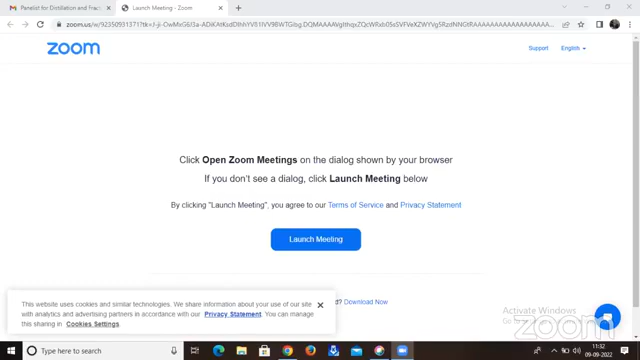 Panelist for Distillation and Fract
Launch Meeting - Zoom
zoom
Support
English
Click Open Zoom Meetings on the dialog shown by your browser
If you don't see a dialog, click Launch Meeting below
By clicking "Launch Meeting", you agree to our Terms of Service and Privacy Statement
Launch Meeting
Download Now
This website uses cookies and similar technologies. We share information about your use of our site
with analytics and advertising partners in accordance with our Privacy Statement. You can manage
this sharing in Cookies Settings
Activate Windows
zoom
Type here to search
11:32
09-09-2022